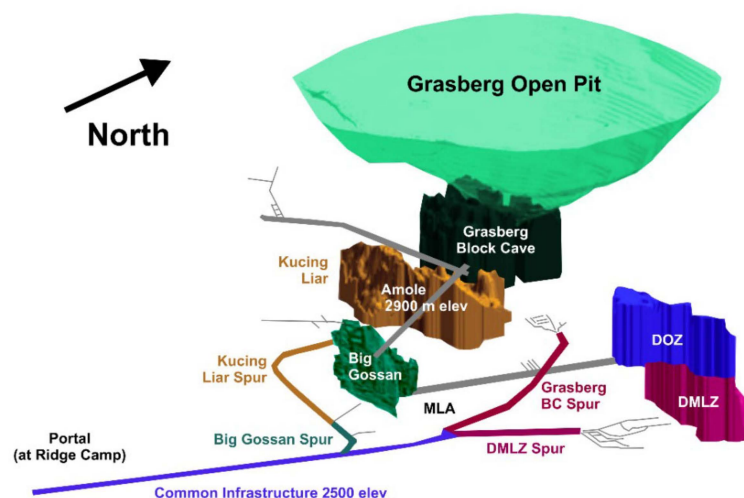 Grasberg Open Pit
North
Grasberg
Block Cave
Kucing
Liar
Amole
2900 m elev
DOZ
Big
Gossan
Kucing
Liar Spur
Grasberg
BC Spur
DMLZ
MLA
Portal
(at Ridge Camp)
Big Gossan Spur
DMLZ Spur
Common Infrastructure 2500 elev